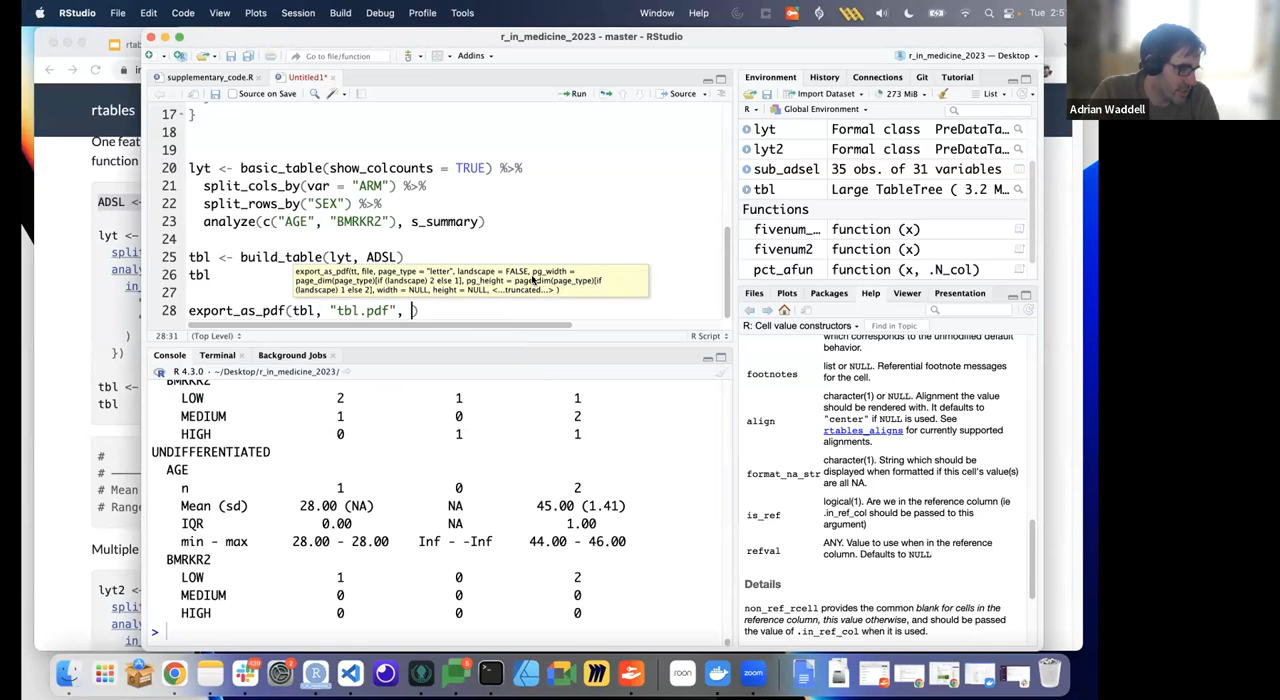 RStudio File Edit Code View Plots Session Build Debug Profile Tools Window Help Tue 2:5
r_in_medicine_2023 - master - RStudio
Go to file/function Addins r_in_medicine_2023 — Desktop
supplementary_code.R Untitled1*
Source on Save Run Source
17 }
18
19
20 lyt <- basic_table(show_colcounts = TRUE) %>%
21 split_cols_by(var = "ARM") %>%
22 split_rows_by("SEX") %>%
23 analyze(c("AGE", "BMRKR2"), s_summary)
24
25 tbl <- build_table(lyt, ADSL)
26 tbl
27
28 export_as_pdf(tbl, "tbl.pdf", )
export_as_pdf(tt, file, page_type = "letter", landscape = FALSE, pg_width =
page_dim(page_type)[if (landscape) 2 else 1], pg_height = page_dim(page_type)[if
(landscape) 1 else 2], width = NULL, height = NULL, <...truncated...> )
28:31 (Top Level) R Script
Console Terminal Background Jobs
R 4.3.0 · ~/Desktop/r_in_medicine_2023/
BMRKR2
LOW 2 1 1
MEDIUM 1 0 2
HIGH 0 1 1
UNDIFFERENTIATED
AGE
n 1 0 2
Mean (sd) 28.00 (NA) NA 45.00 (1.41)
IQR 0.00 NA 1.00
min - max 28.00 - 28.00 Inf - -Inf 44.00 - 46.00
BMRKR2
LOW 1 0 2
MEDIUM 0 0 0
HIGH 0 0 0
>
Environment History Connections Git Tutorial
Import Dataset 273 MiB List
R Global Environment
lyt Formal class PreDataTa…
lyt2 Formal class PreDataTa…
sub_adsel 35 obs. of 31 variables
tbl Large TableTree ( 3.2 M…
Functions
fivenum_… function (x)
fivenum2 function (x)
pct_afun function (x, .N_col)
Files Plots Packages Help Viewer Presentation
R: Cell value constructors Find in Topic
which corresponds to the unmodified default
behavior.
footnotes list or NULL. Referential footnote messages
for the cell.
align character(1) or NULL. Alignment the value
should be rendered with. It defaults to
"center" if NULL is used. See
rtables_aligns for currently supported
alignments.
format_na_str character(1). String which should be
displayed when formatted if this cell's value(s)
are all NA.
is_ref logical(1). Are we in the reference column (ie
.in_ref_col should be passed to this
argument)
refval ANY. Value to use when in the reference
column. Defaults to NULL
Details
non_ref_rcell provides the common blank for cells in the
reference column, this value otherwise, and should be passed
the value of .in_ref_col when it is used.
rtables
One feat
function
ADSL <-
lyt <-
tbl <-
tbl
#
# Mean
# Range
Multiple
lyt2 <-
Adrian Waddell
roon
zoom